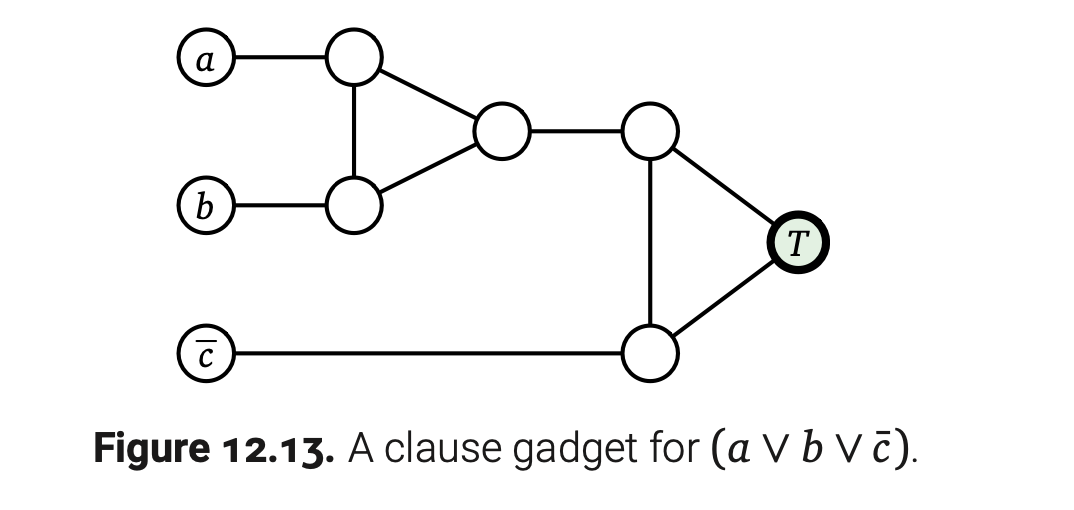 a
b
T
c̅
Figure 12.13. A clause gadget for (a ∨ b ∨ c̄).